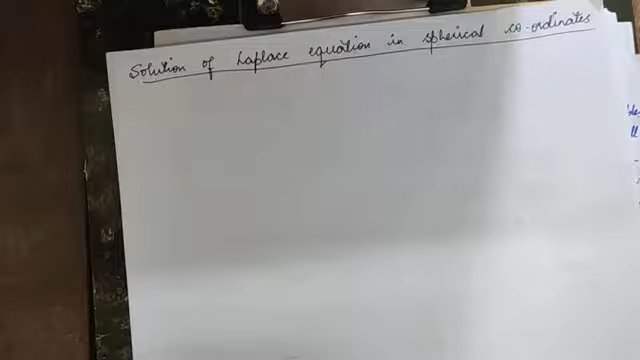 Solution of Laplace equation in spherical co-ordinates